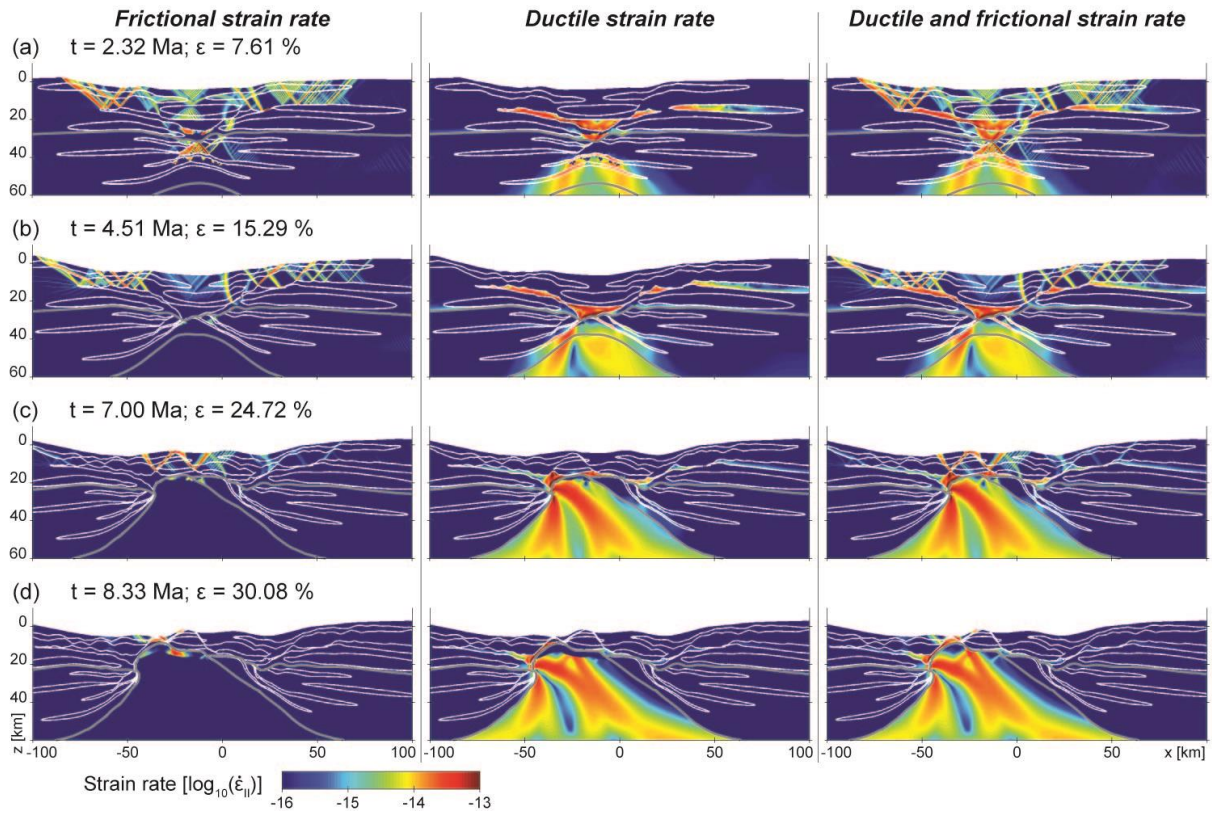 Frictional strain rate Ductile strain rate Ductile and frictional strain rate
(a) t = 2.32 Ma; ε = 7.61 %
0
20
40
60
(b) t = 4.51 Ma; ε = 15.29 %
0
20
40
60
(c) t = 7.00 Ma; ε = 24.72 %
0
20
40
60
(d) t = 8.33 Ma; ε = 30.08 %
0
20
40
z [km]
-100 -50 0 50 100 -100 -50 0 50 100 -100 -50 0 50 x [km] 100
Strain rate [log₁₀(ε̇ᵢᵢ)]
-16 -15 -14 -13